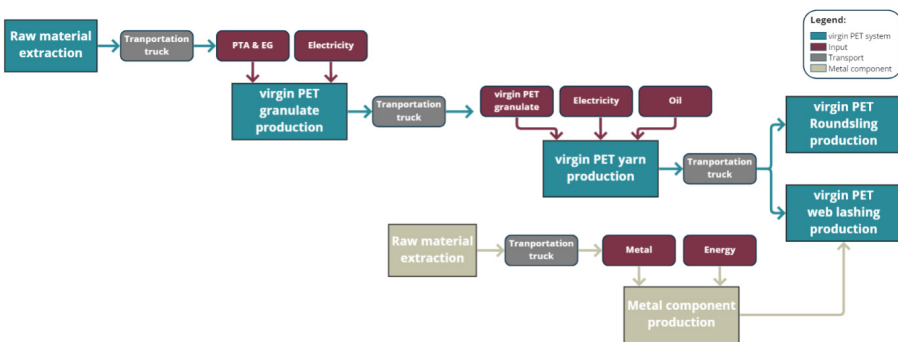 Legend:
virgin PET system
Input
Transport
Metal component
Raw material
extraction
Tranportation
truck
PTA & EG
Electricity
virgin PET
granulate
production
Tranportation
truck
virgin PET
granulate
Electricity
Oil
virgin PET yarn
production
Tranportation
truck
virgin PET
Roundsling
production
virgin PET
web lashing
production
Raw material
extraction
Tranportation
truck
Metal
Energy
Metal component
production